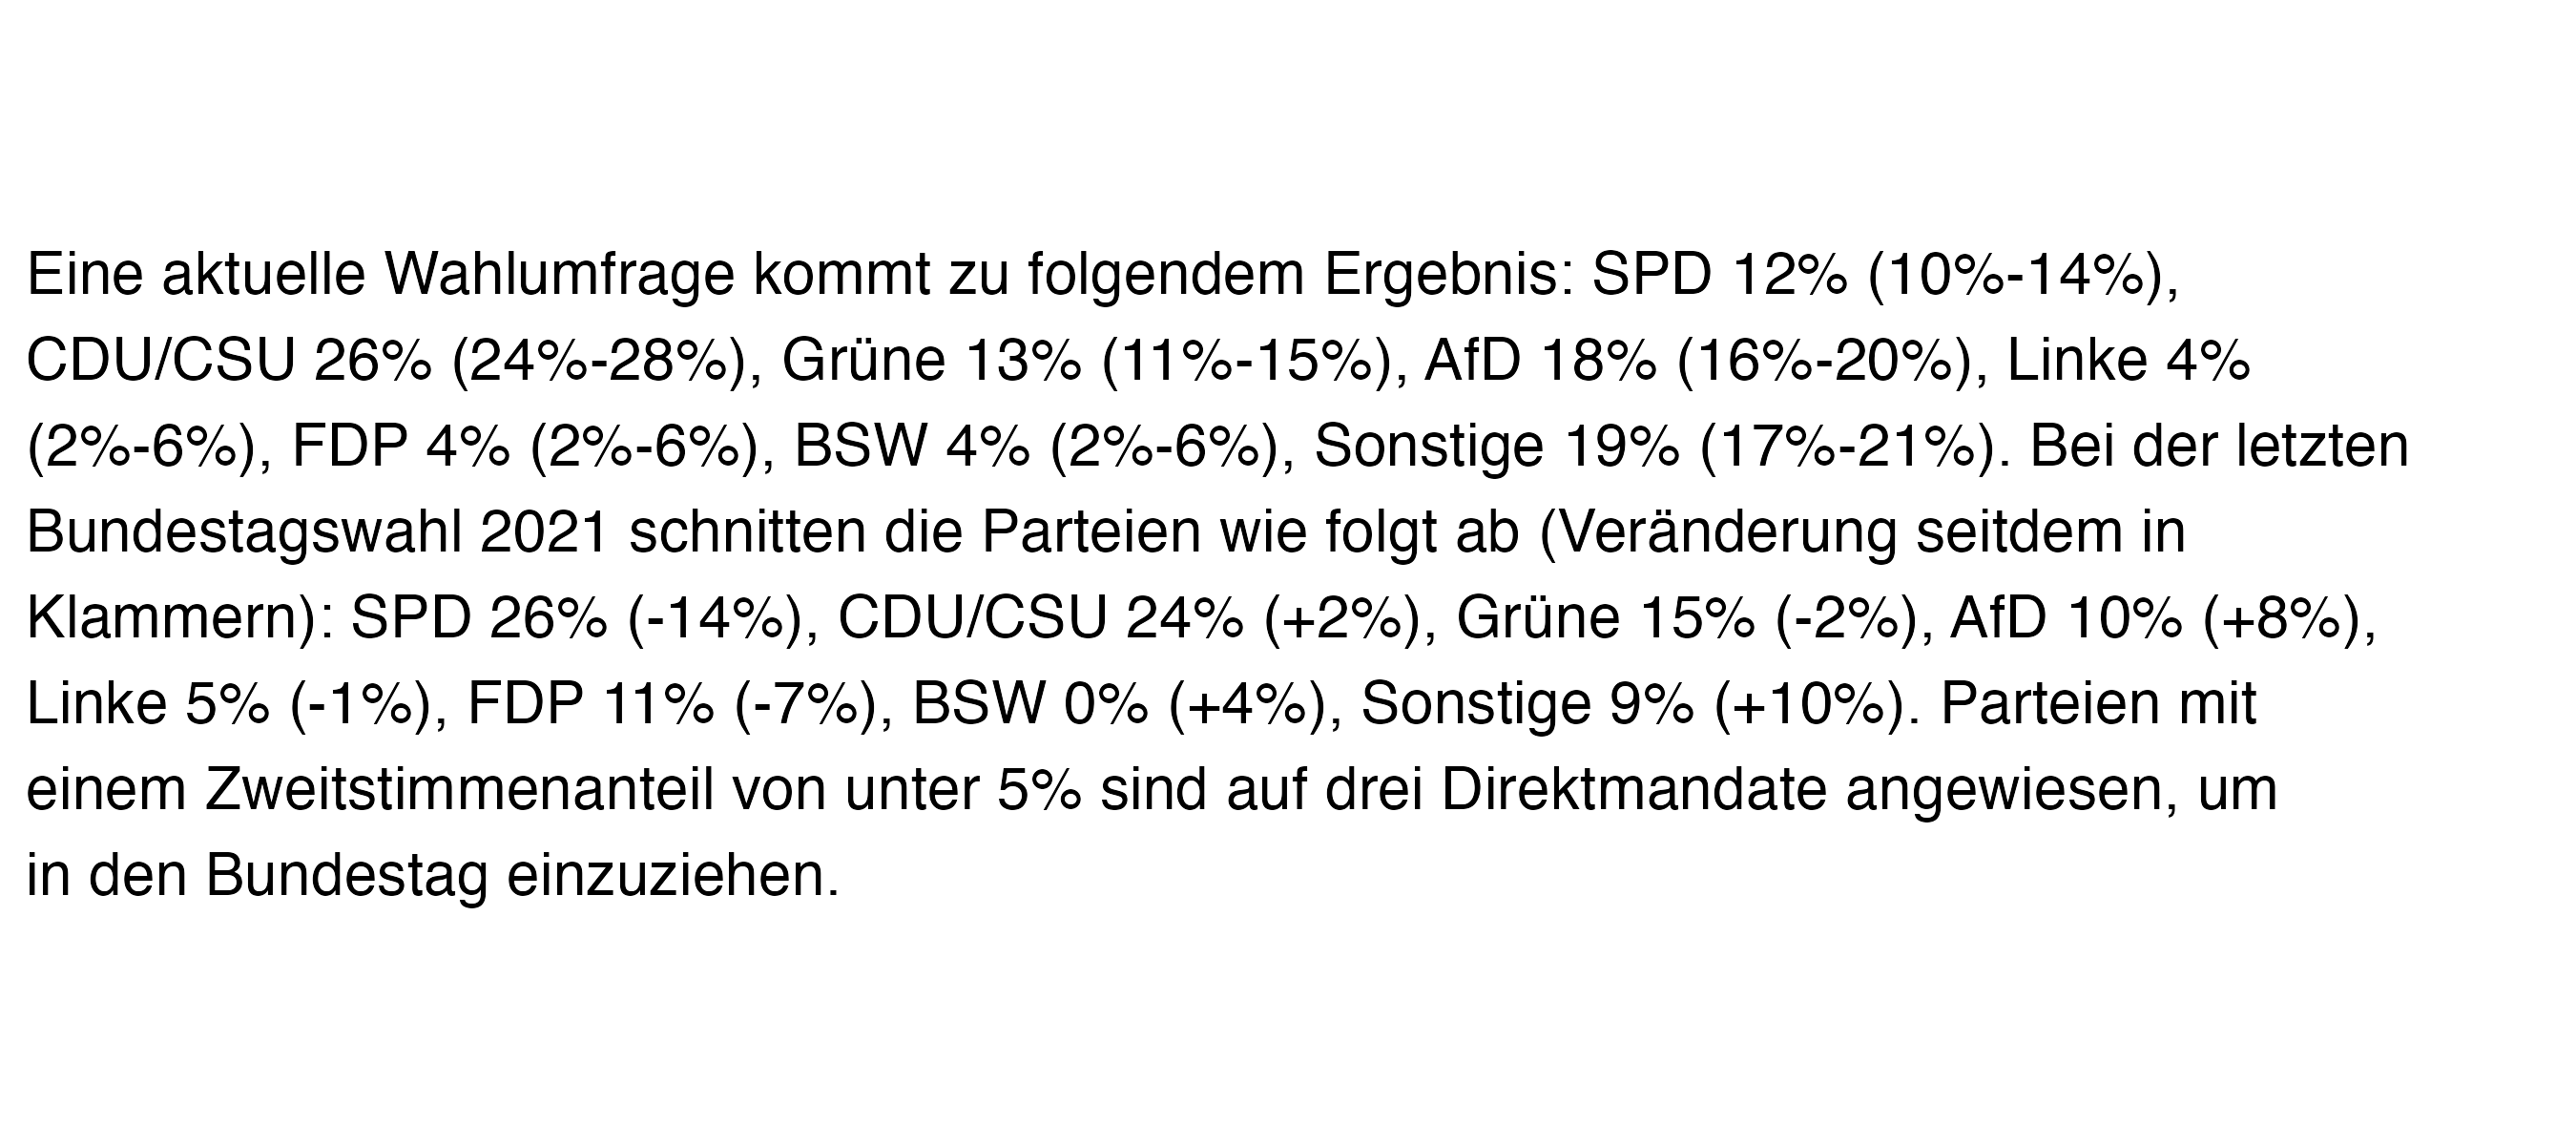 Eine aktuelle Wahlumfrage kommt zu folgendem Ergebnis: SPD 12% (10%-14%),
CDU/CSU 26% (24%-28%), Grüne 13% (11%-15%), AfD 18% (16%-20%), Linke 4%
(2%-6%), FDP 4% (2%-6%), BSW 4% (2%-6%), Sonstige 19% (17%-21%). Bei der letzten
Bundestagswahl 2021 schnitten die Parteien wie folgt ab (Veränderung seitdem in
Klammern): SPD 26% (-14%), CDU/CSU 24% (+2%), Grüne 15% (-2%), AfD 10% (+8%),
Linke 5% (-1%), FDP 11% (-7%), BSW 0% (+4%), Sonstige 9% (+10%). Parteien mit
einem Zweitstimmenanteil von unter 5% sind auf drei Direktmandate angewiesen, um
in den Bundestag einzuziehen.